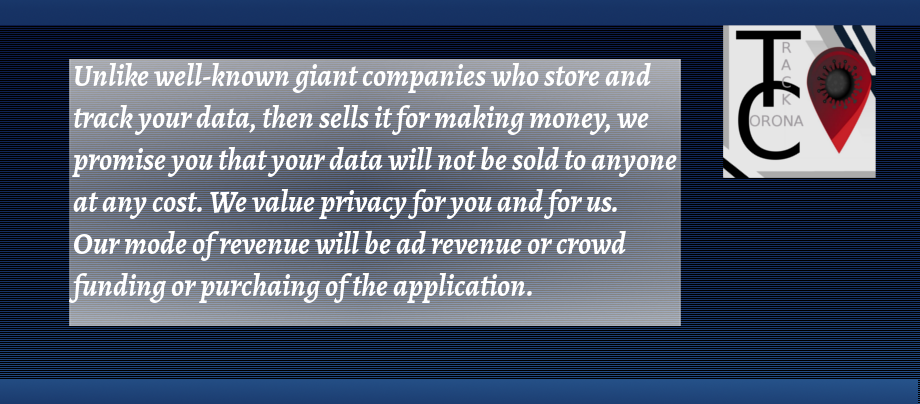 Unlike well-known giant companies who store and
track your data, then sells it for making money, we
promise you that your data will not be sold to anyone
at any cost. We value privacy for you and for us.
Our mode of revenue will be ad revenue or crowd
funding or purchaing of the application.
TRACK
CORONA